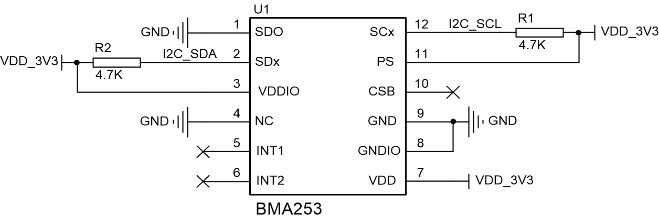 U1
GND 1 SDO SCx 12 I2C_SCL R1 4.7K VDD_3V3
VDD_3V3 R2 4.7K I2C_SDA 2 SDx PS 11
3 VDDIO CSB 10
GND 4 NC GND 9 GND
5 INT1 GNDIO 8
6 INT2 VDD 7 VDD_3V3
BMA253